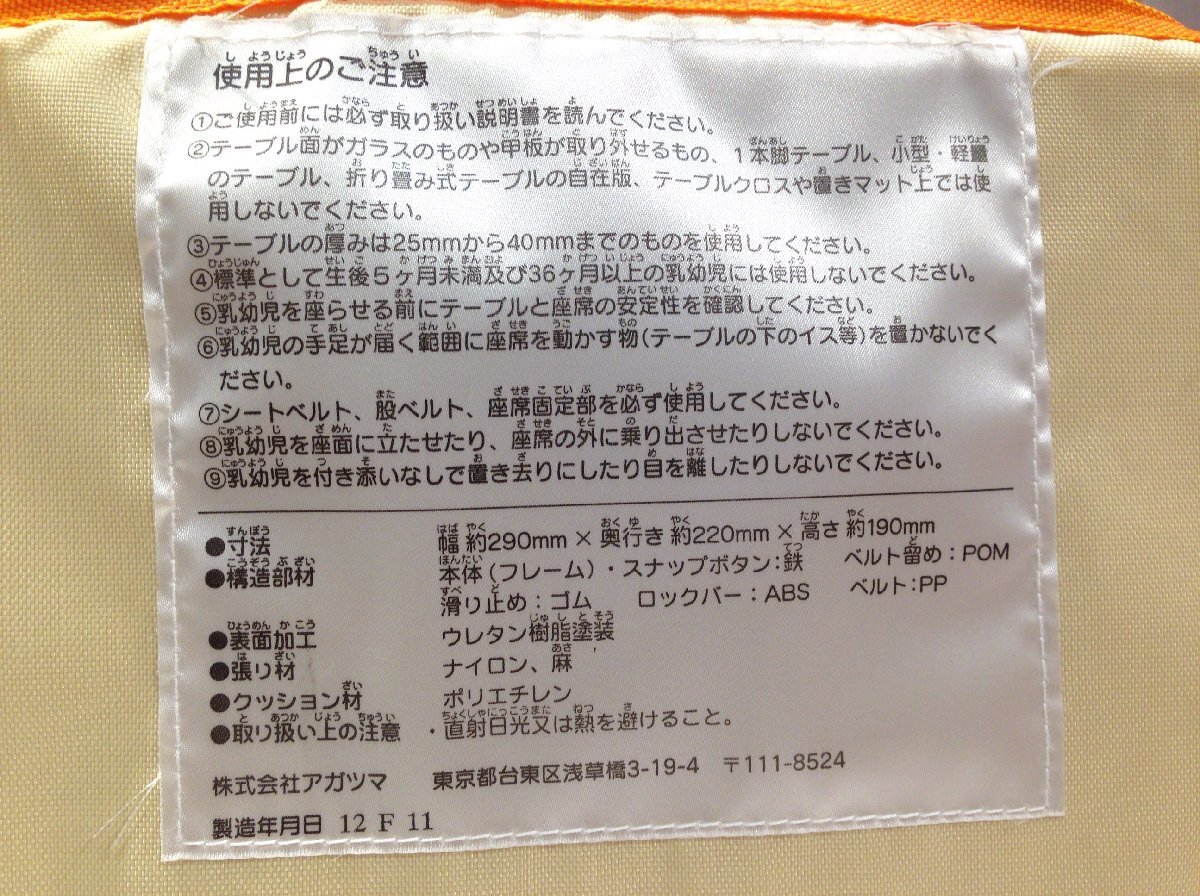 使用上のご注意
①ご使用前には必ず取り扱い説明書を読んでください。
②テーブル面がガラスのものや甲板が取り外せるもの、1本脚テーブル、小型・軽量
のテーブル、折り畳み式テーブルの自在版、テーブルクロスや置きマット上では使
用しないでください。
③テーブルの厚みは25mmから40mmまでのものを使用してください。
④標準として生後5ヶ月未満及び36ヶ月以上の乳幼児には使用しないでください。
⑤乳幼児を座らせる前にテーブルと座席の安定性を確認してください。
⑥乳幼児の手足が届く範囲に座席を動かす物(テーブルの下のイス等)を置かないでく
ださい。
⑦シートベルト、股ベルト、座席固定部を必ず使用してください。
⑧乳幼児を座面に立たせたり、座席の外に乗り出させたりしないでください。
⑨乳幼児を付き添いなしで置き去りにしたり目を離したりしないでください。
●寸法 幅 約290mm × 奥行き 約220mm × 高さ 約190mm
●構造部材 本体(フレーム)・スナップボタン:鉄 ベルト留め:POM
滑り止め:ゴム ロックバー:ABS ベルト:PP
●表面加工 ウレタン樹脂塗装
●張り材 ナイロン、麻
●クッション材 ポリエチレン
●取り扱い上の注意 ・直射日光又は熱を避けること。
株式会社アガツマ 東京都台東区浅草橋3-19-4 〒111-8524
製造年月日 12 F 11